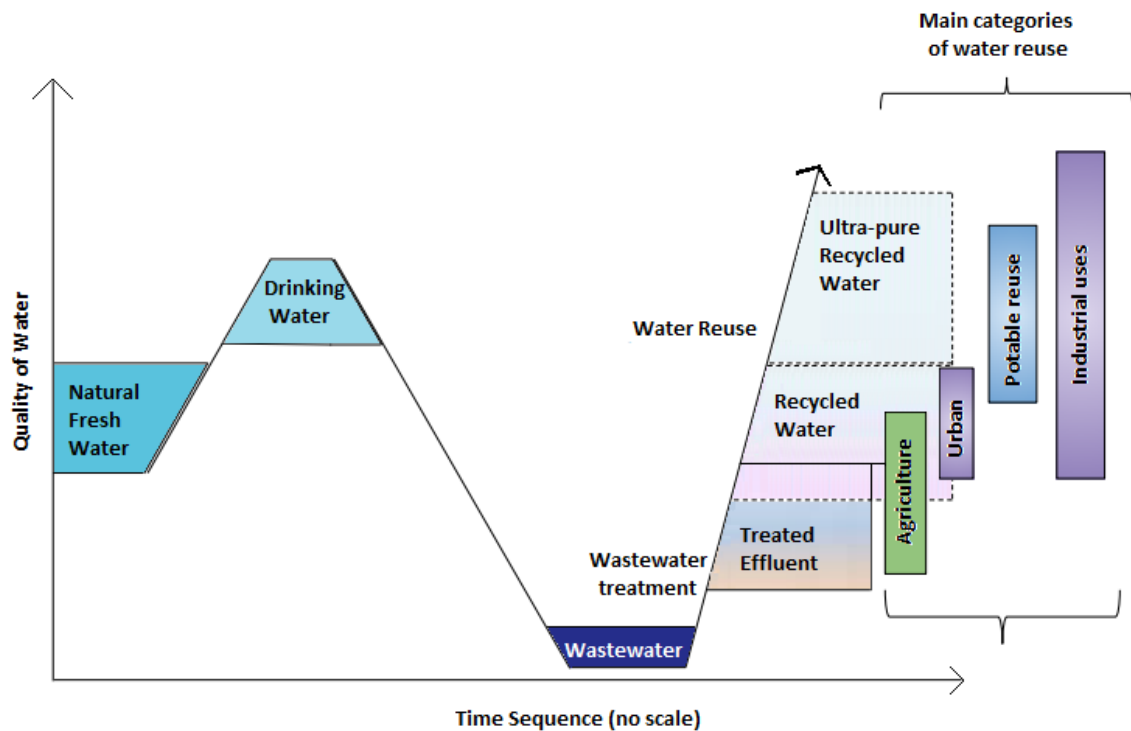 Main categories
of water reuse
Quality of Water
Natural
Fresh
Water
Drinking
Water
Wastewater
Wastewater
treatment
Water Reuse
Ultra-pure
Recycled
Water
Recycled
Water
Treated
Effluent
Agriculture
Urban
Potable reuse
Industrial uses
Time Sequence (no scale)